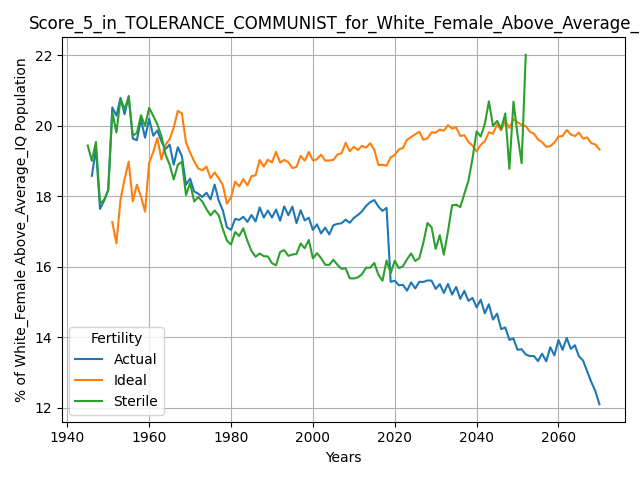 Score_5_in_TOLERANCE_COMMUNIST_for_White_Female_Above_Average_
% of White_Female Above_Average_IQ Population
22
20
18
16
14
12
Fertility
Actual
Ideal
Sterile
1940 1960 1980 2000 2020 2040 2060
Years